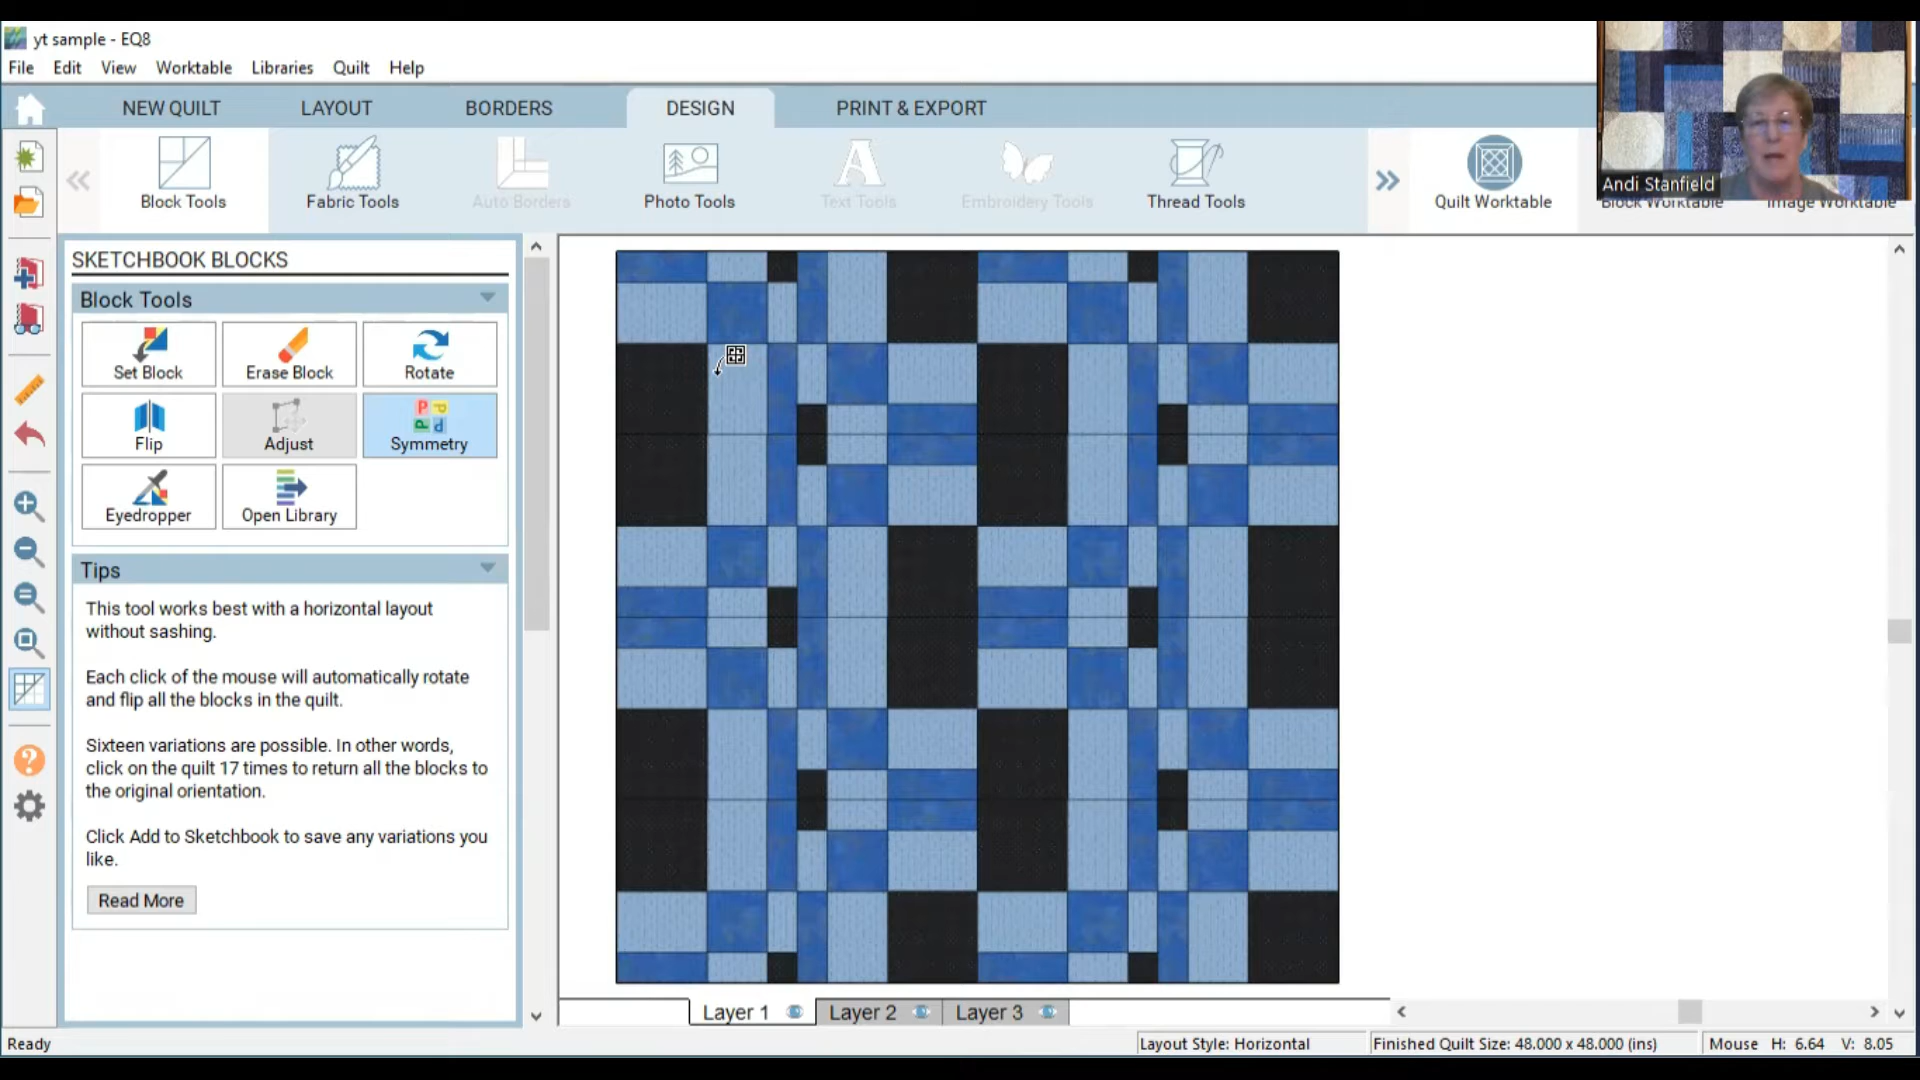 yt sample - EQ8
File Edit View Worktable Libraries Quilt Help
NEW QUILT LAYOUT BORDERS DESIGN PRINT & EXPORT
Block Tools Fabric Tools Auto Borders Photo Tools Text Tools Embroidery Tools Thread Tools Quilt Worktable Block Worktable Image Worktable
Andi Stanfield
SKETCHBOOK BLOCKS
Block Tools
Set Block Erase Block Rotate
Flip Adjust Symmetry
Eyedropper Open Library
Tips
This tool works best with a horizontal layout
without sashing.
Each click of the mouse will automatically rotate
and flip all the blocks in the quilt.
Sixteen variations are possible. In other words,
click on the quilt 17 times to return all the blocks to
the original orientation.
Click Add to Sketchbook to save any variations you
like.
Read More
Layer 1 Layer 2 Layer 3
Ready Layout Style: Horizontal Finished Quilt Size: 48.000 x 48.000 (ins) Mouse H: 6.64 V: 8.05